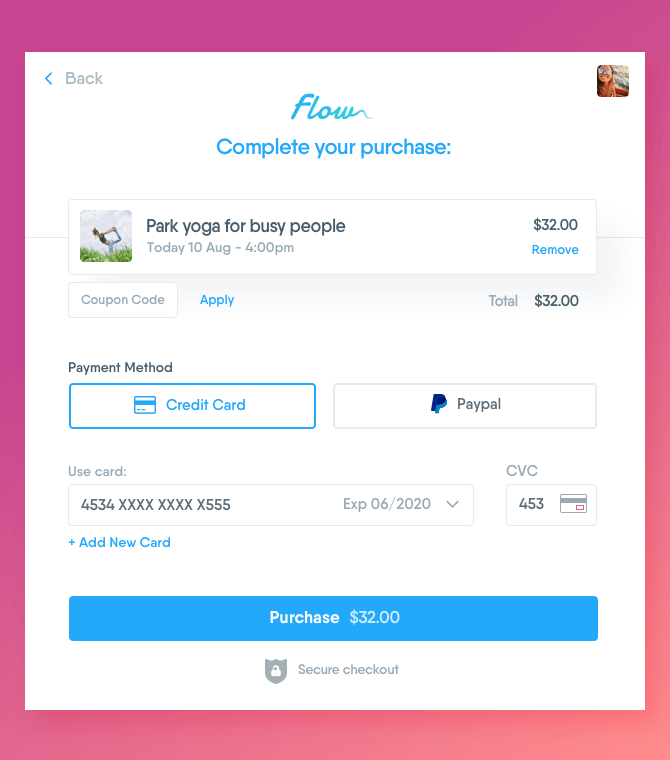 Back
flow
Complete your purchase:
Park yoga for busy people
$32.00
Today 10 Aug - 4:00pm
Remove
Coupon Code
Apply
Total $32.00
Payment Method
Credit Card
Paypal
Use card:
CVC
4534 XXXX XXXX X555
Exp 06/2020
453
+ Add New Card
Purchase $32.00
Secure checkout